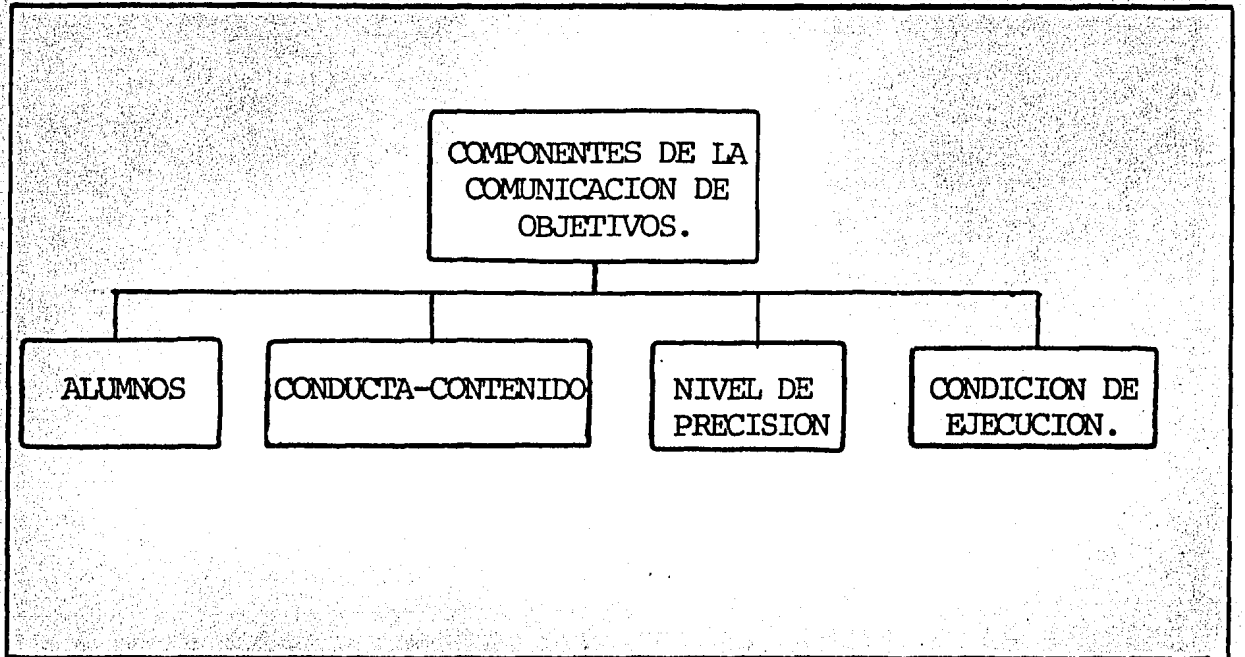 COMPONENTES DE LA
COMUNICACION DE
OBJETIVOS.
ALUMNOS
CONDUCTA-CONTENIDO
NIVEL DE
PRECISION
CONDICION DE
EJECUCION.